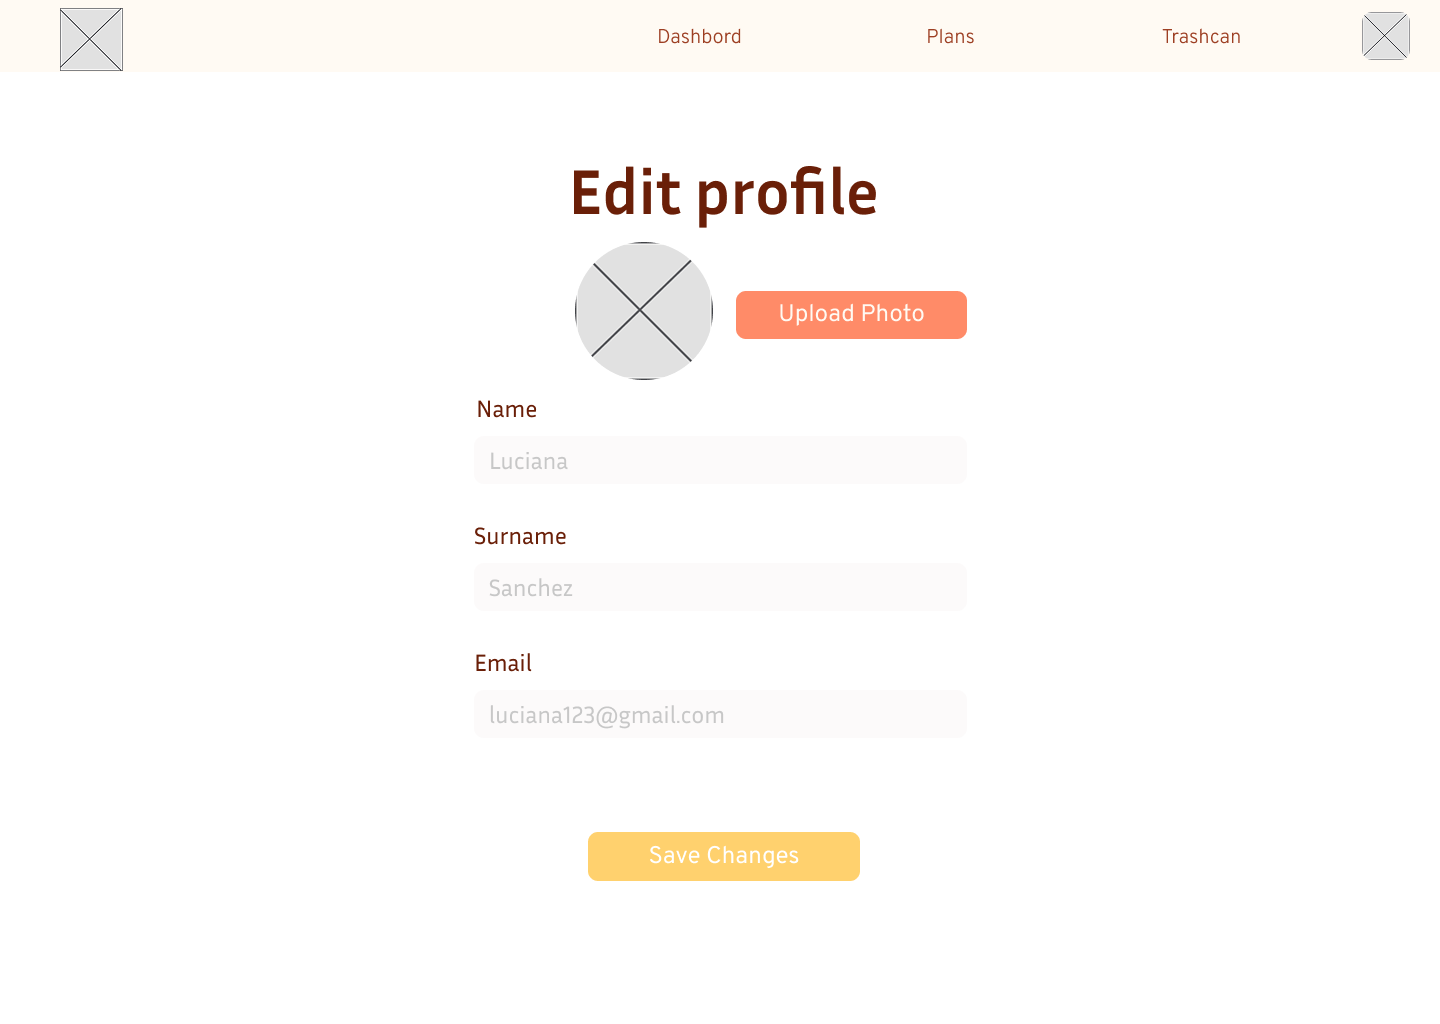 Dashbord
Plans
Trashcan
Edit profile
Upload Photo
Name
Luciana
Surname
Sanchez
Email
luciana123@gmail.com
Save Changes